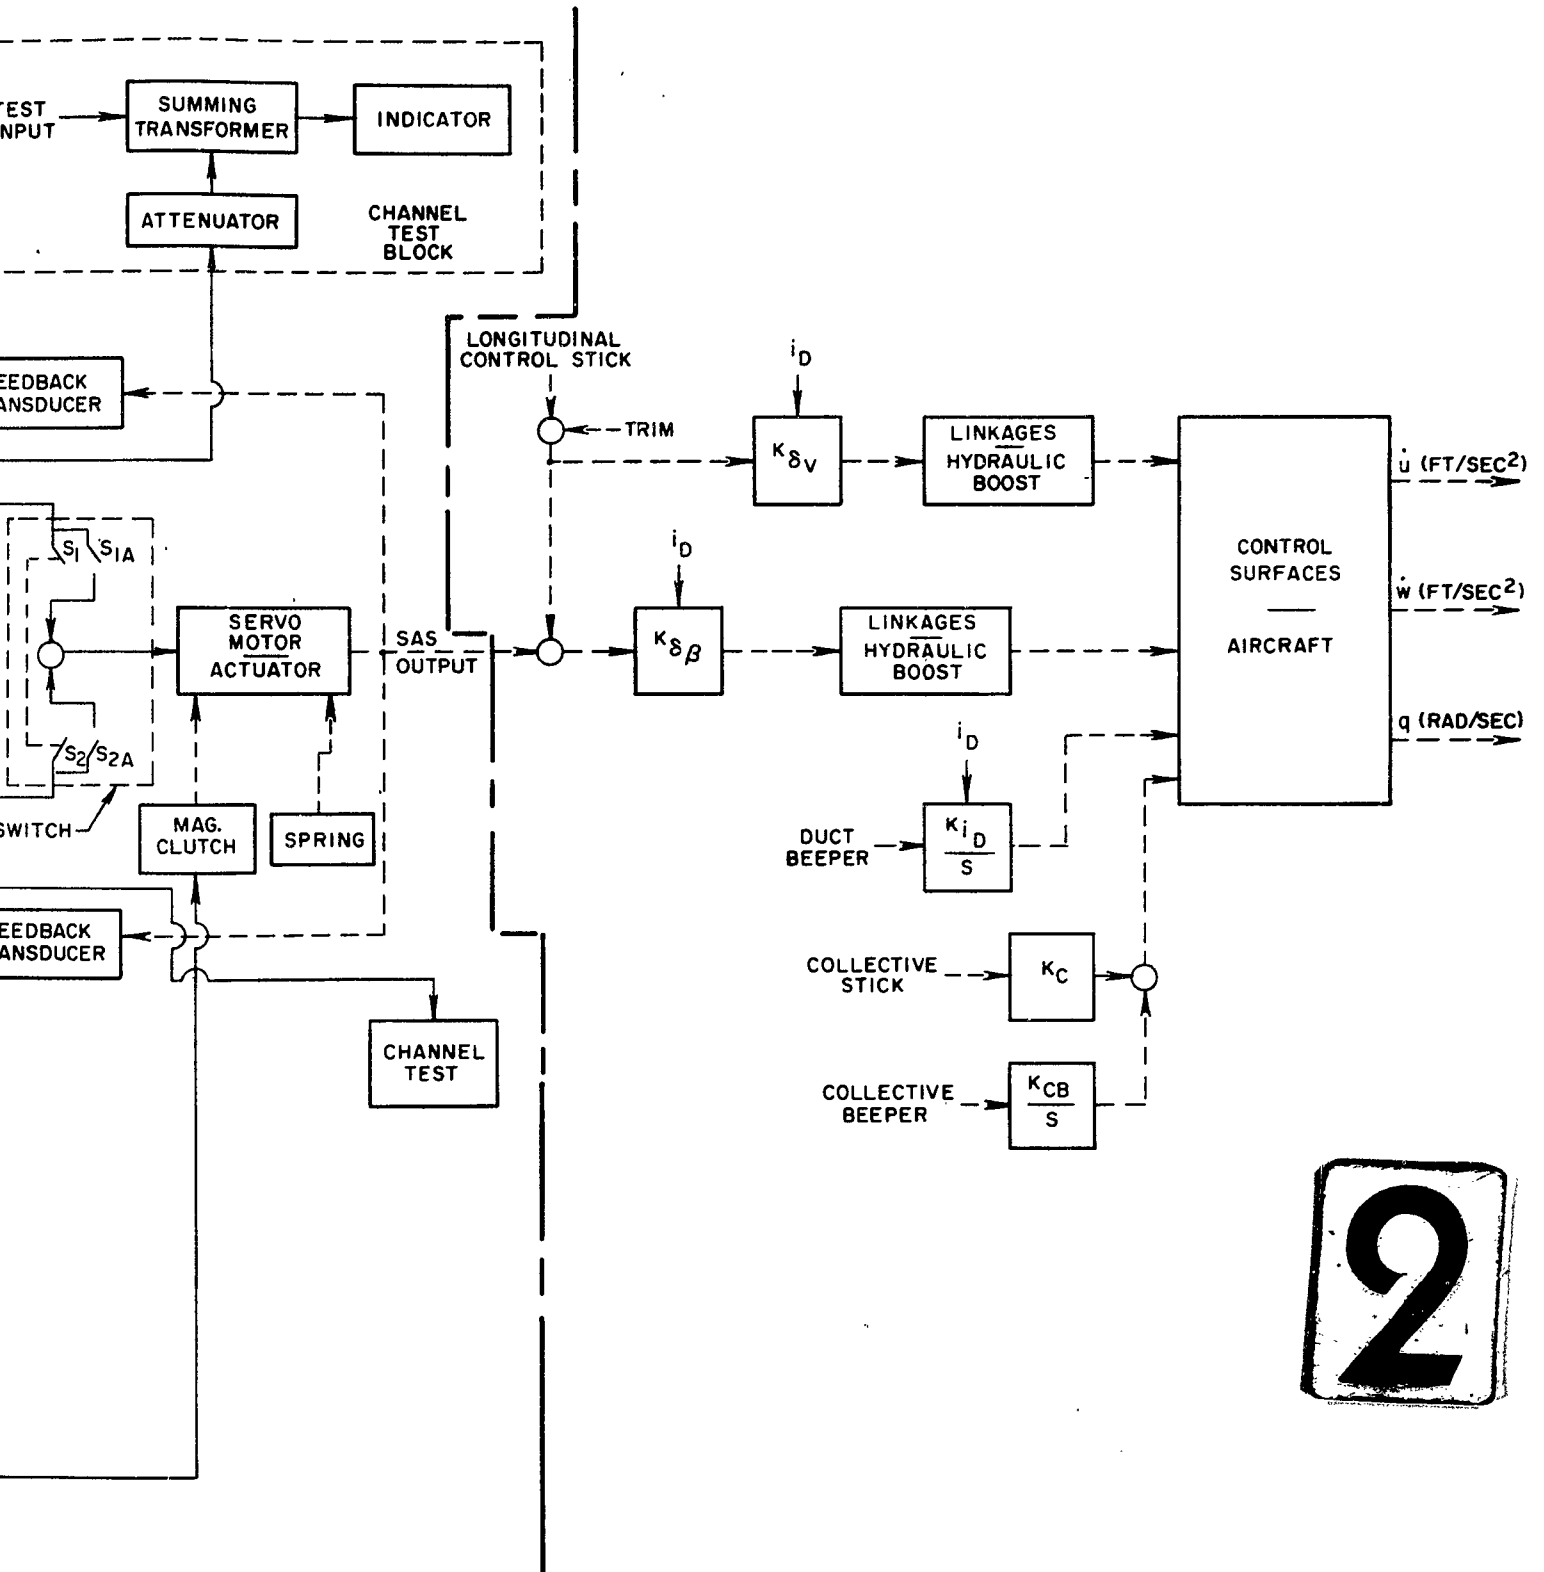 TEST
INPUT
SUMMING
TRANSFORMER
INDICATOR
ATTENUATOR
CHANNEL
TEST
BLOCK
LONGITUDINAL
CONTROL STICK
TRIM
EEDBACK
ANSDUCER
iD
KδV
LINKAGES
HYDRAULIC
BOOST
u̇ (FT/SEC²)
CONTROL
SURFACES
AIRCRAFT
ẇ (FT/SEC²)
q (RAD/SEC)
S1
S1A
SERVO
MOTOR
ACTUATOR
SAS
OUTPUT
iD
Kδβ
LINKAGES
HYDRAULIC
BOOST
S2
S2A
SWITCH
MAG.
CLUTCH
SPRING
iD
DUCT
BEEPER
KiD
S
EEDBACK
ANSDUCER
COLLECTIVE
STICK
KC
CHANNEL
TEST
COLLECTIVE
BEEPER
KCB
S
2